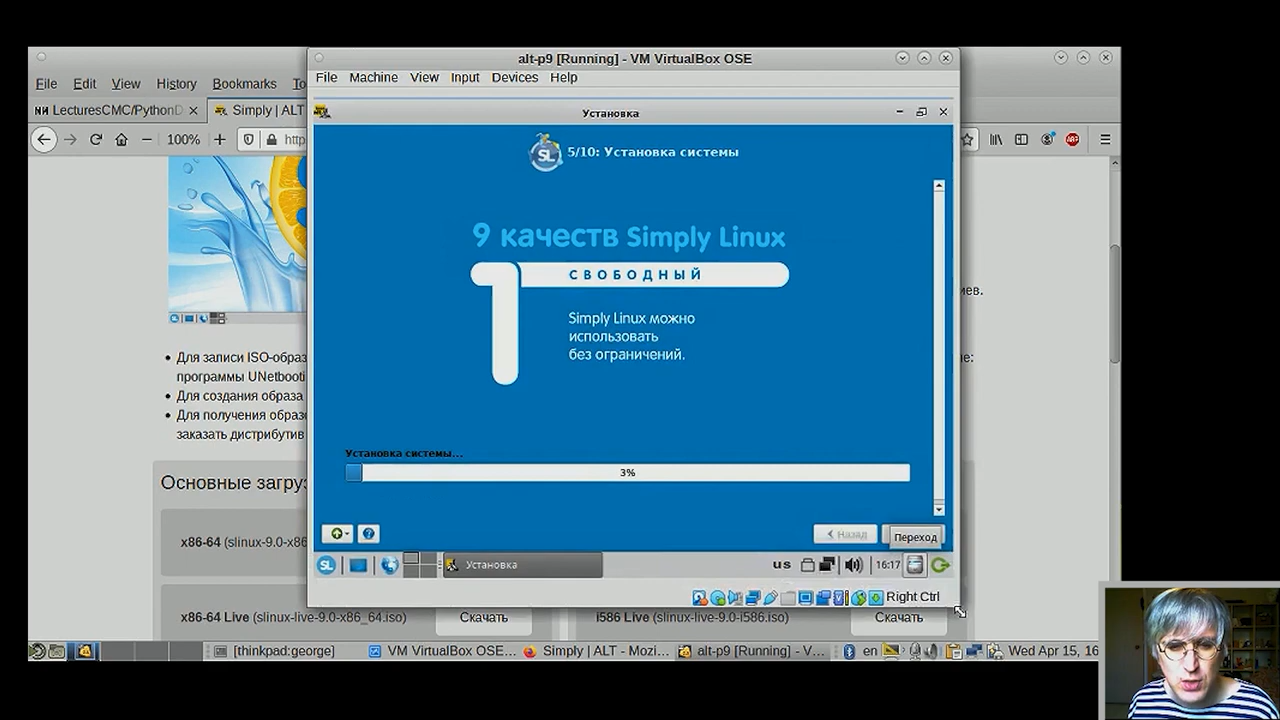 alt-p9 [Running] - VM VirtualBox OSE
File Edit View History Bookmarks
File Machine View Input Devices Help
LecturesCMC/PythonD
Simply | ALT
Установка
100%
http
5/10: Установка системы
9 качеств Simply Linux
СВОБОДНЫЙ
1
Simply Linux можно
использовать
без ограничений.
Для записи ISO-образ
программы UNetbooti
Для создания образа
Для получения образо
заказать дистрибутив
Установка системы...
3%
Основные загруз
x86-64 (slinux-9.0-x86
Назад
Переход
SL
Установка
us
16:17
Right Ctrl
x86-64 Live (slinux-live-9.0-x86_64.iso)
Скачать
i586 Live (slinux-live-9.0-i586.iso)
Скачать
[thinkpad:george]
VM VirtualBox OSE...
Simply | ALT - Mozi...
alt-p9 [Running] - V...
en
Wed Apr 15, 16